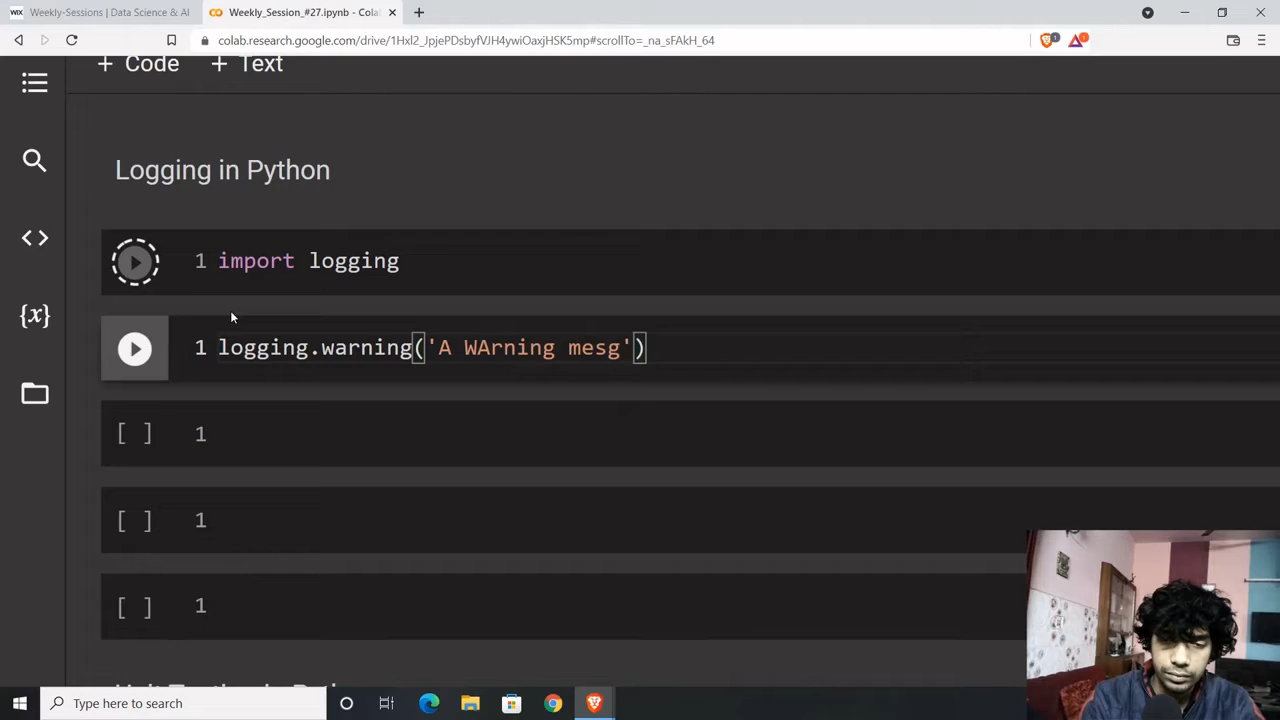 Weekly-Sessions | Data Science & AI
Weekly_Session_#27.ipynb - Cola
colab.research.google.com/drive/1Hxl2_JpjePDsbyfVJH4ywiOaxjHSK5mp#scrollTo=_na_sFAkH_64
+ Code + Text
Logging in Python
1 import logging
1 logging.warning('A WArning mesg')
[ ] 1
[ ] 1
[ ] 1
Type here to search